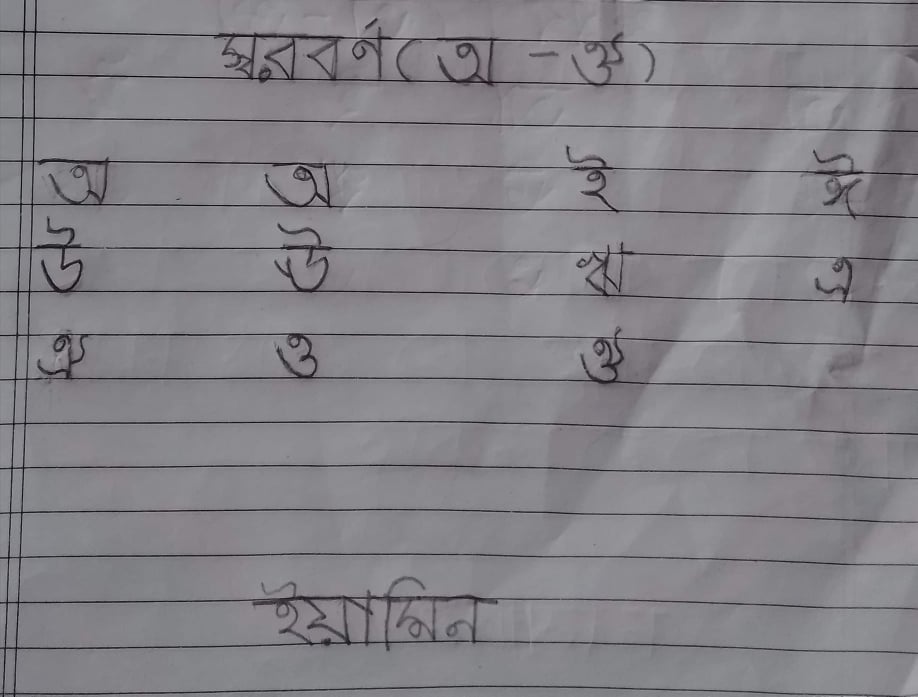 স্বরবর্ণ (অ - ঔ)
অ অ ই ঈ
উ ঊ ঋ এ
ঐ ও ঔ
ইয়ামিন